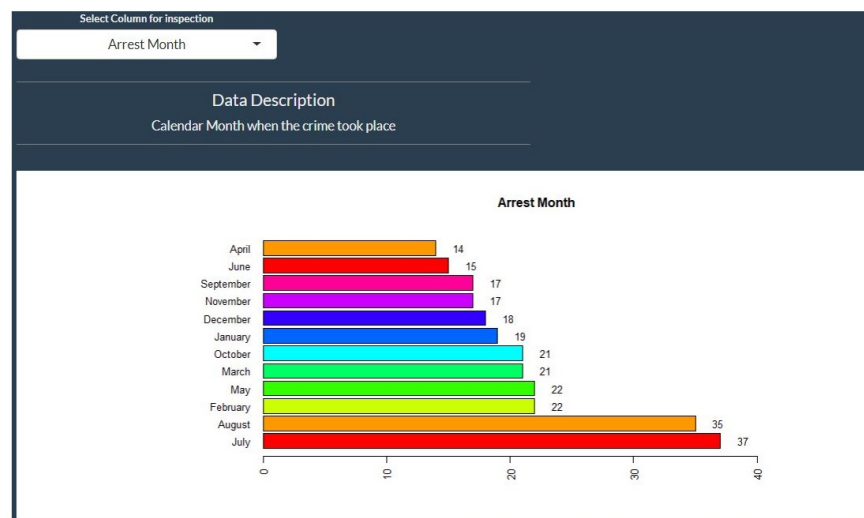 Select Column for inspection
Arrest Month
Data Description
Calendar Month when the crime took place
Arrest Month
April 14
June 15
September 17
November 17
December 18
January 19
October 21
March 21
May 22
February 22
August 35
July 37
0 10 20 30 40